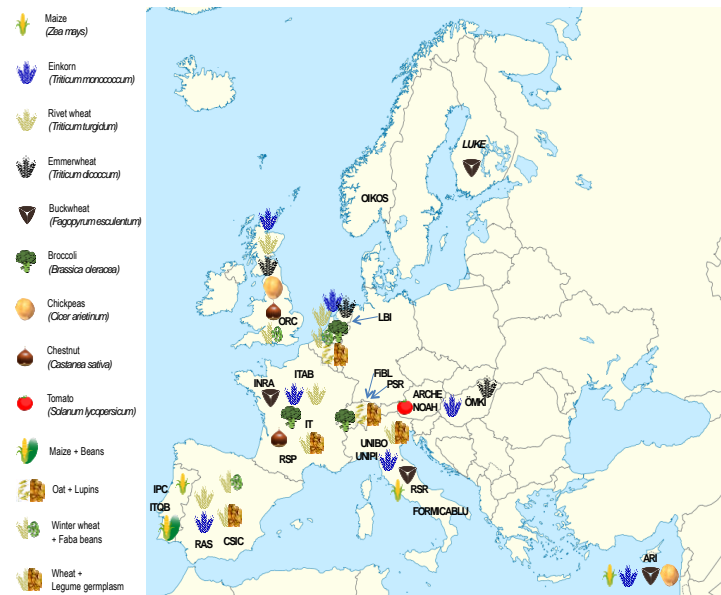 Maize
(Zea mays)
Einkorn
(Triticum monococcum)
Rivet wheat
(Triticum turgidum)
Emmerwheat
(Triticum dicoccum)
Buckwheat
(Fagopyrum esculentum)
Broccoli
(Brassica oleracea)
Chickpeas
(Cicer arietinum)
Chestnut
(Castanea sativa)
Tomato
(Solanum lycopersicum)
Maize + Beans
Oat + Lupins
Winter wheat
+ Faba beans
Wheat +
Legume germplasm
LUKE
OIKOS
ORC
LBI
ITAB
INRA
FiBL
PSR
ARCHE
NOAH
ÖMKI
IT
RSP
UNIBO
UNIPI
RSR
FORMICABLU
IPC
ITQB
RAS
CSIC
ARI